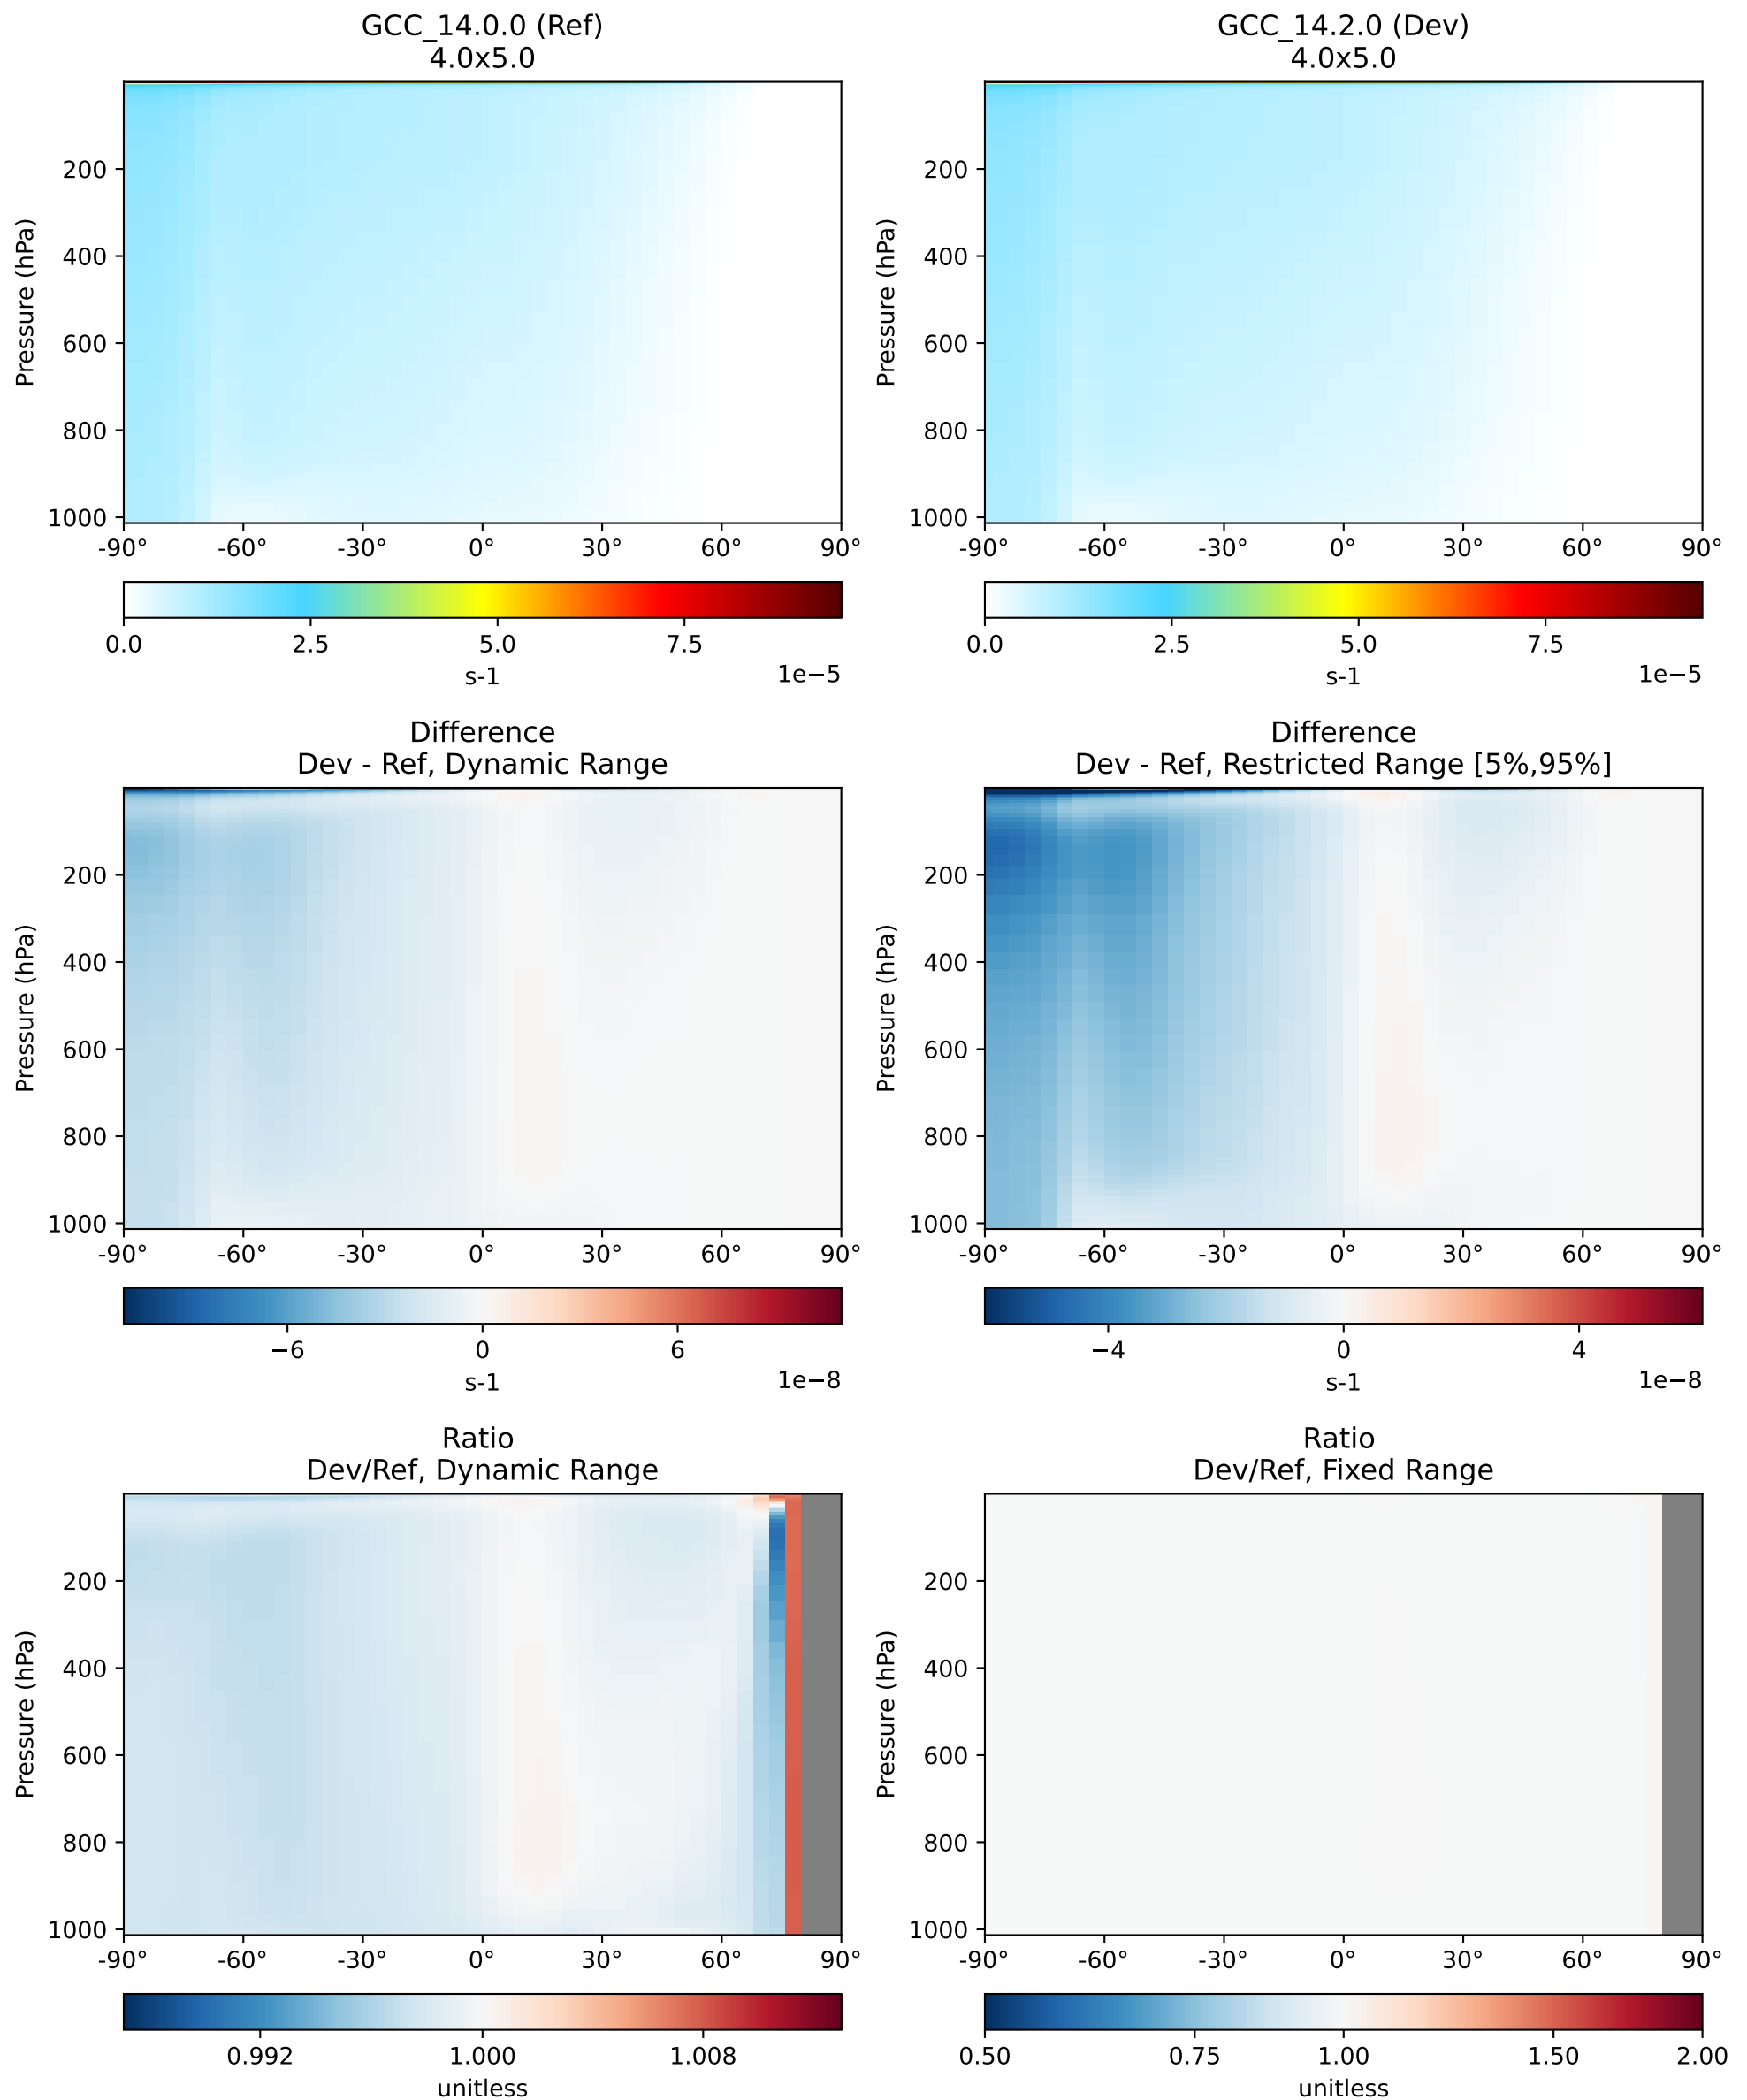 GCC_14.0.0 (Ref)
4.0x5.0
GCC_14.2.0 (Dev)
4.0x5.0
Pressure (hPa)
200
400
600
800
1000
-90° -60° -30° 0° 30° 60° 90°
Pressure (hPa)
200
400
600
800
1000
-90° -60° -30° 0° 30° 60° 90°
0.0 2.5 5.0 7.5
s-1
1e−5
0.0 2.5 5.0 7.5
s-1
1e−5
Difference
Dev - Ref, Dynamic Range
Difference
Dev - Ref, Restricted Range [5%,95%]
Pressure (hPa)
200
400
600
800
1000
-90° -60° -30° 0° 30° 60° 90°
Pressure (hPa)
200
400
600
800
1000
-90° -60° -30° 0° 30° 60° 90°
−6 0 6
s-1
1e−8
−4 0 4
s-1
1e−8
Ratio
Dev/Ref, Dynamic Range
Ratio
Dev/Ref, Fixed Range
Pressure (hPa)
200
400
600
800
1000
-90° -60° -30° 0° 30° 60° 90°
Pressure (hPa)
200
400
600
800
1000
-90° -60° -30° 0° 30° 60° 90°
0.992 1.000 1.008
unitless
0.50 0.75 1.00 1.50 2.00
unitless